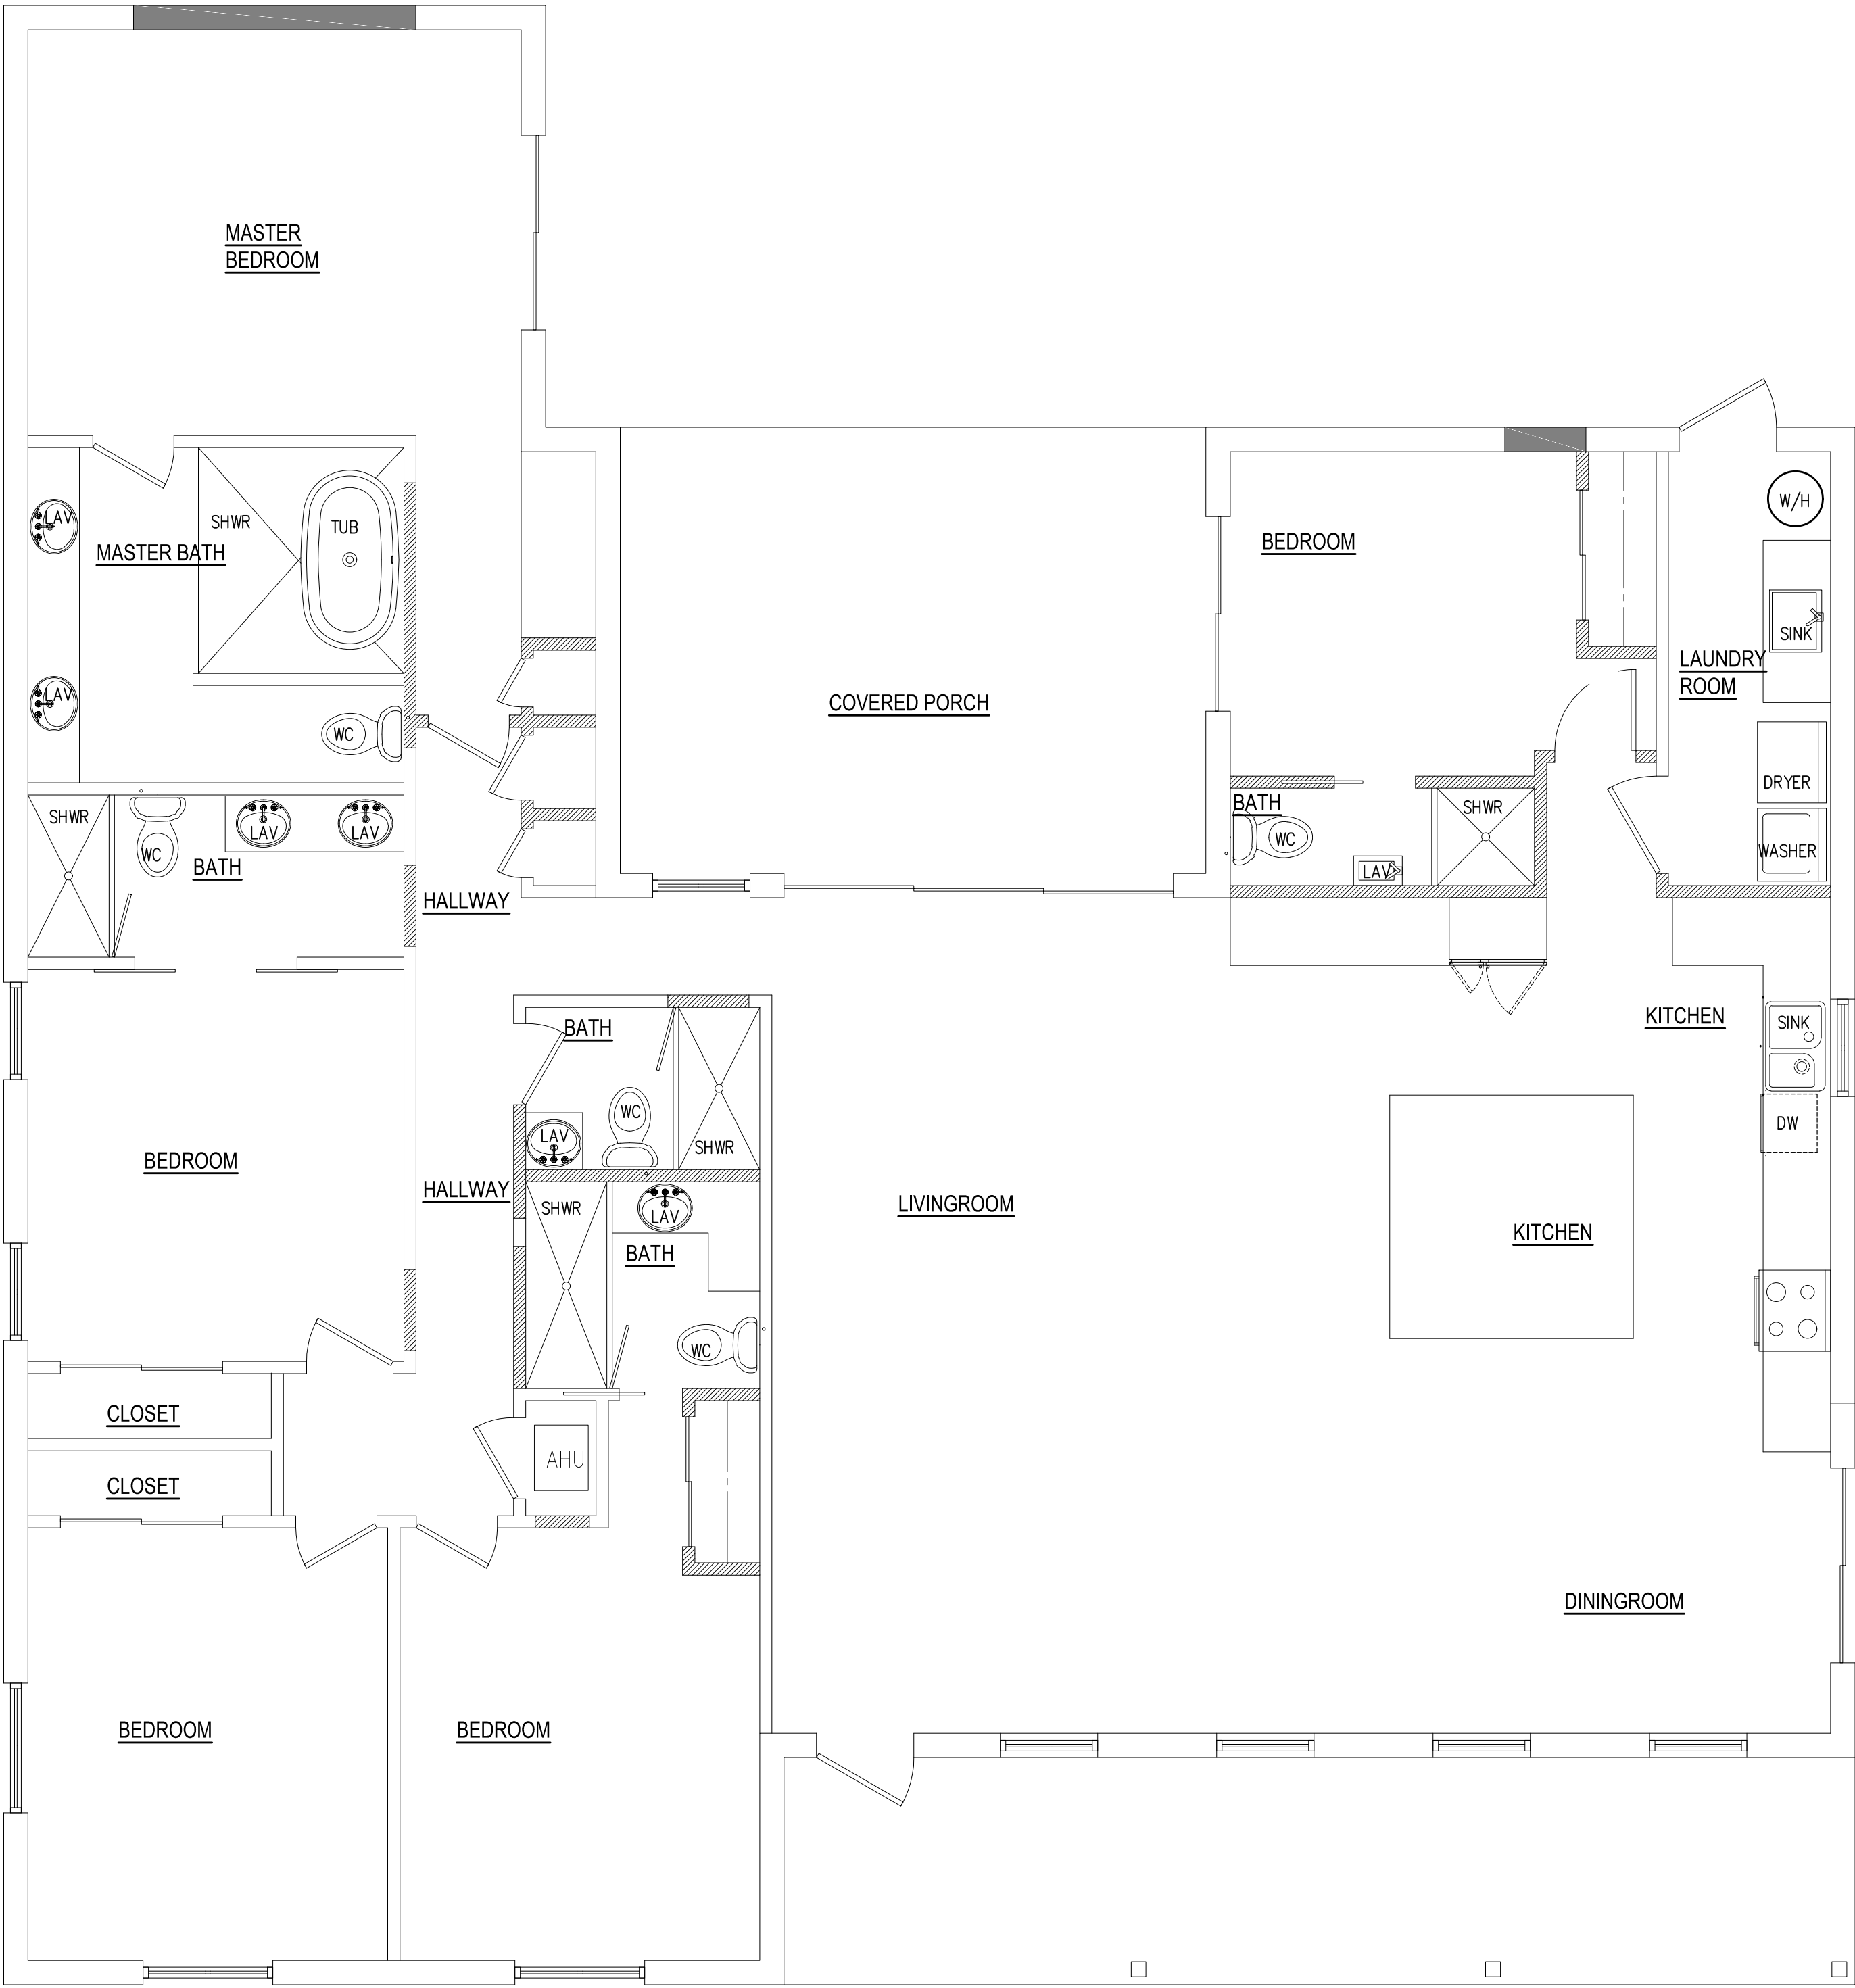 MASTER
BEDROOM
LAV
SHWR
TUB
MASTER BATH
LAV
WC
COVERED PORCH
BEDROOM
W/H
SINK
LAUNDRY
ROOM
DRYER
WASHER
BATH
WC
LAV
SHWR
SHWR
WC
LAV
LAV
BATH
HALLWAY
BATH
WC
LAV
SHWR
KITCHEN
SINK
DW
BEDROOM
HALLWAY
SHWR
LAV
BATH
WC
LIVINGROOM
KITCHEN
CLOSET
CLOSET
AHU
DININGROOM
BEDROOM
BEDROOM